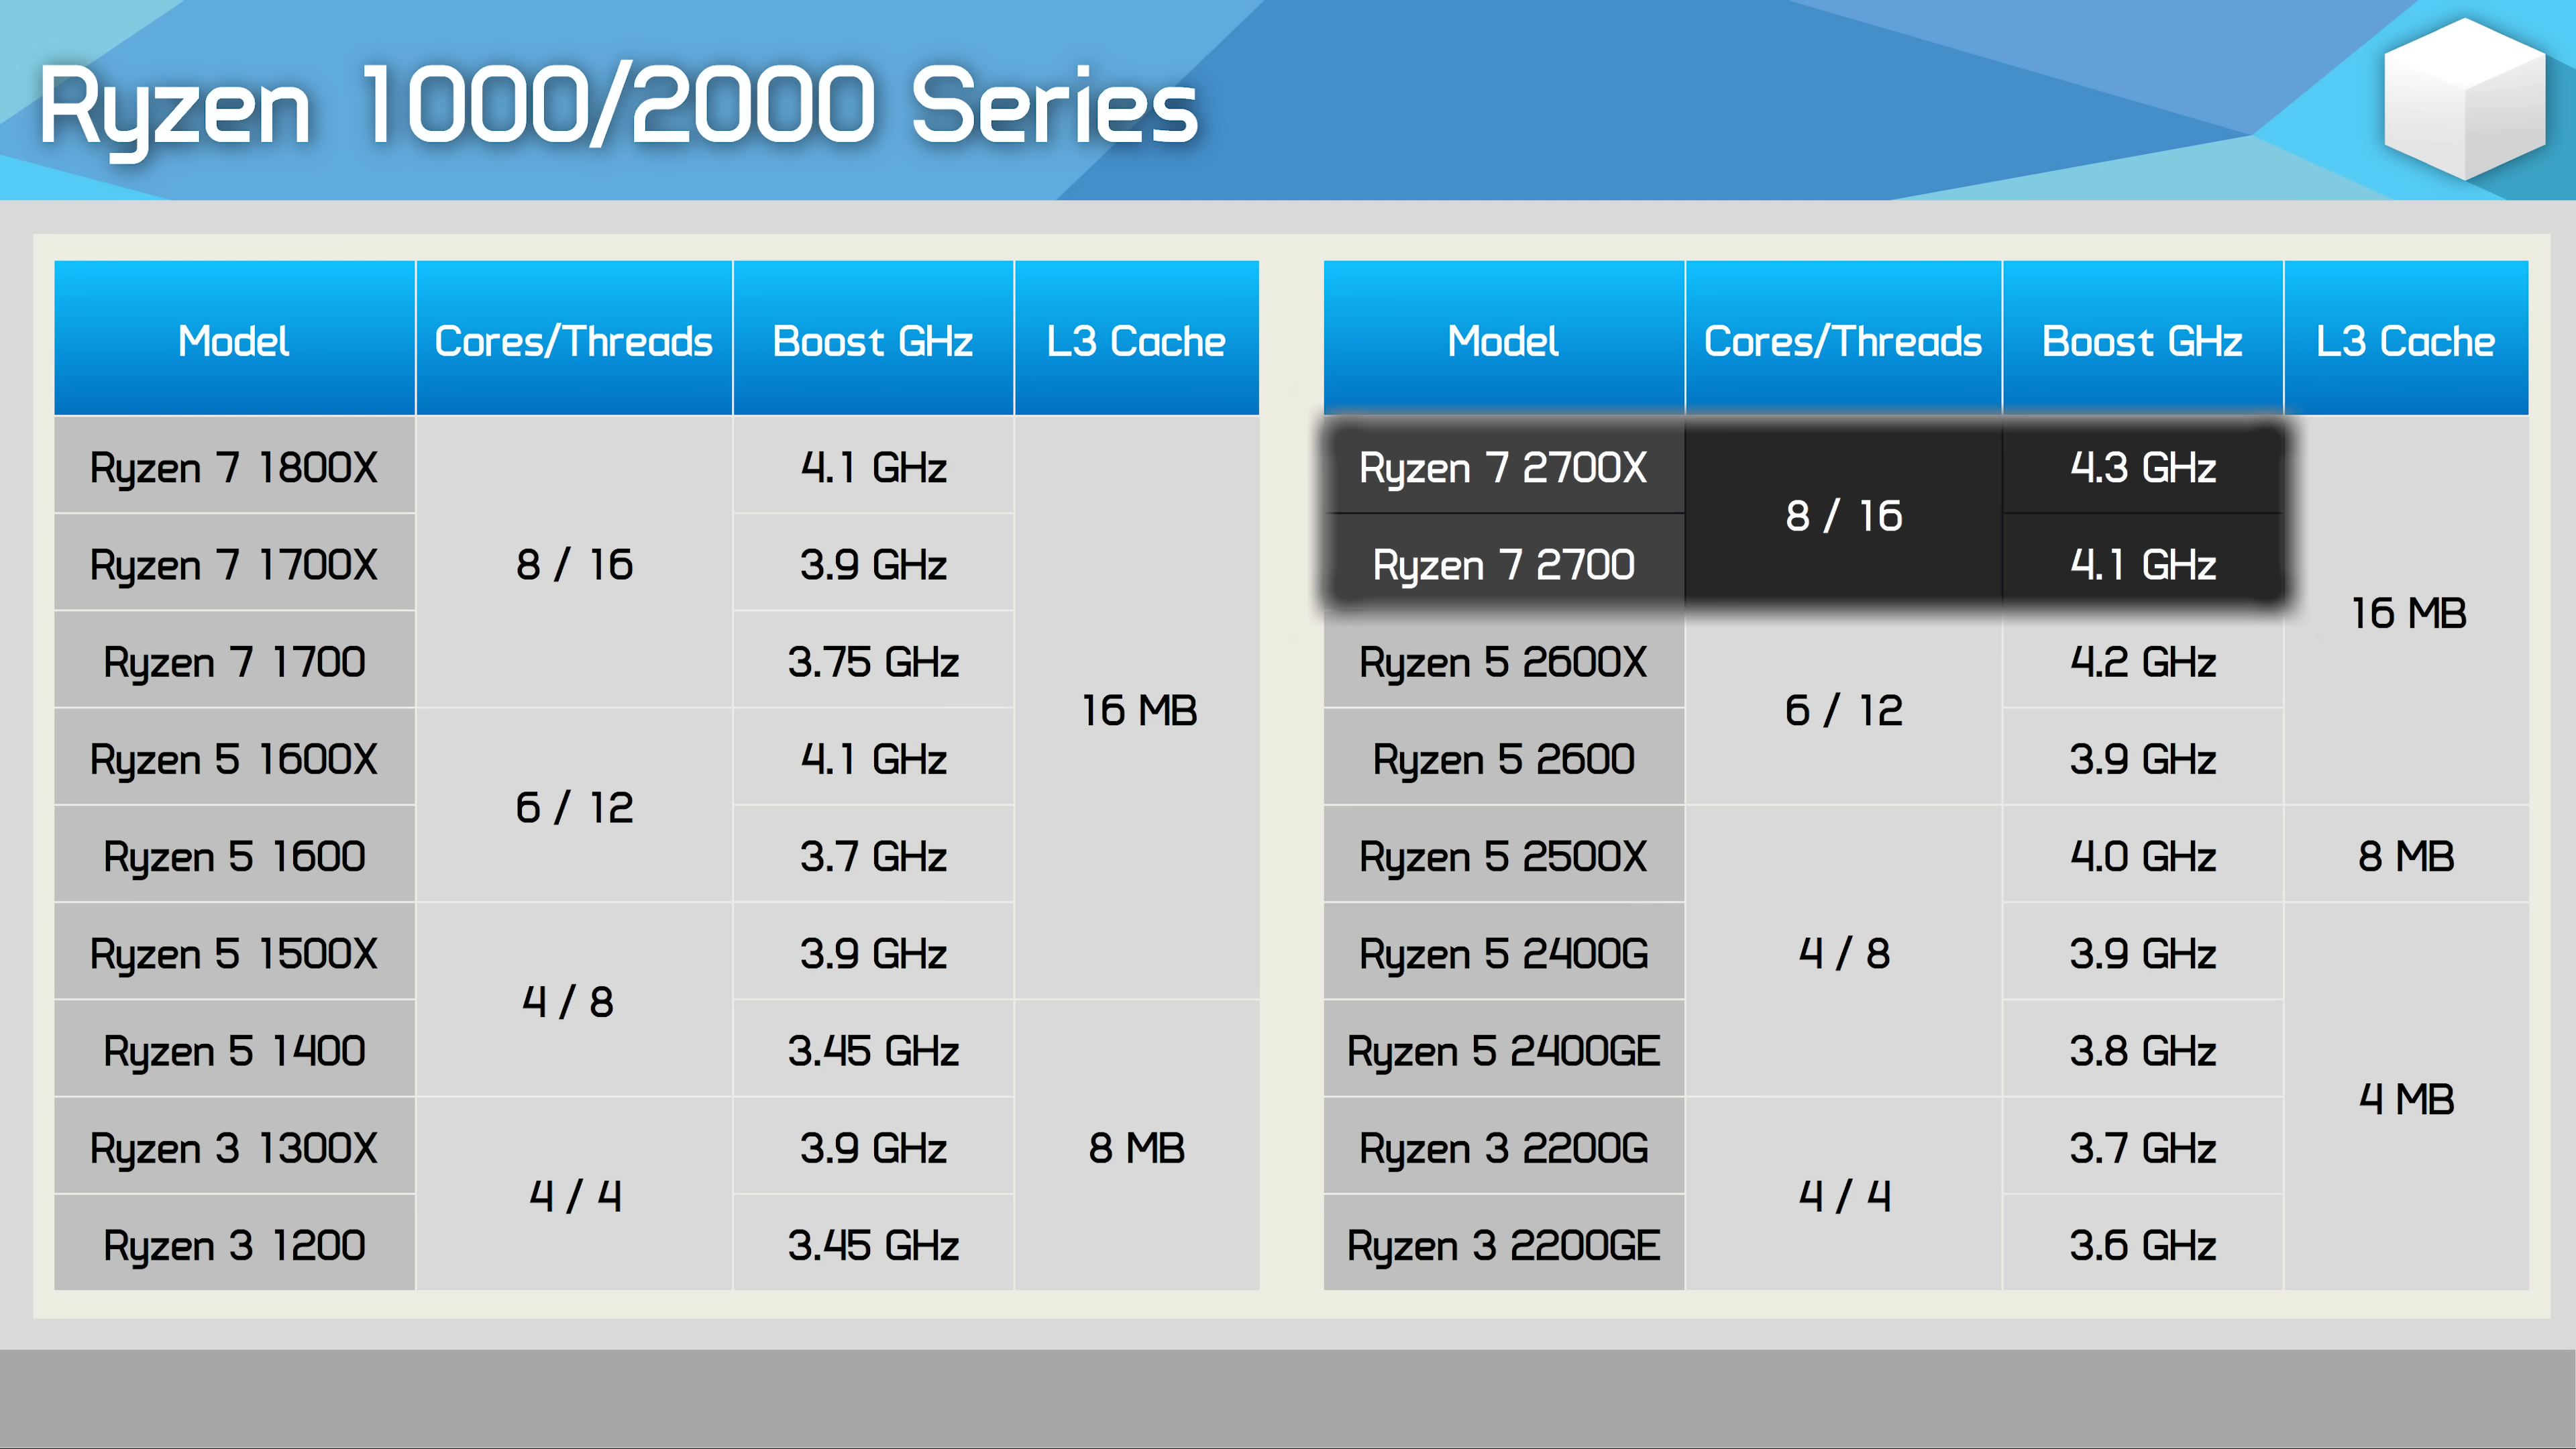 Ryzen 1000/2000 Series
Model Cores/Threads Boost GHz L3 Cache
Ryzen 7 1800X 8 / 16 4.1 GHz 16 MB
Ryzen 7 1700X 3.9 GHz
Ryzen 7 1700 3.75 GHz
Ryzen 5 1600X 6 / 12 4.1 GHz
Ryzen 5 1600 3.7 GHz
Ryzen 5 1500X 4 / 8 3.9 GHz
Ryzen 5 1400 3.45 GHz 8 MB
Ryzen 3 1300X 4 / 4 3.9 GHz
Ryzen 3 1200 3.45 GHz
Model Cores/Threads Boost GHz L3 Cache
Ryzen 7 2700X 8 / 16 4.3 GHz 16 MB
Ryzen 7 2700 4.1 GHz
Ryzen 5 2600X 6 / 12 4.2 GHz
Ryzen 5 2600 3.9 GHz
Ryzen 5 2500X 4 / 8 4.0 GHz 8 MB
Ryzen 5 2400G 3.9 GHz 4 MB
Ryzen 5 2400GE 3.8 GHz
Ryzen 3 2200G 4 / 4 3.7 GHz
Ryzen 3 2200GE 3.6 GHz